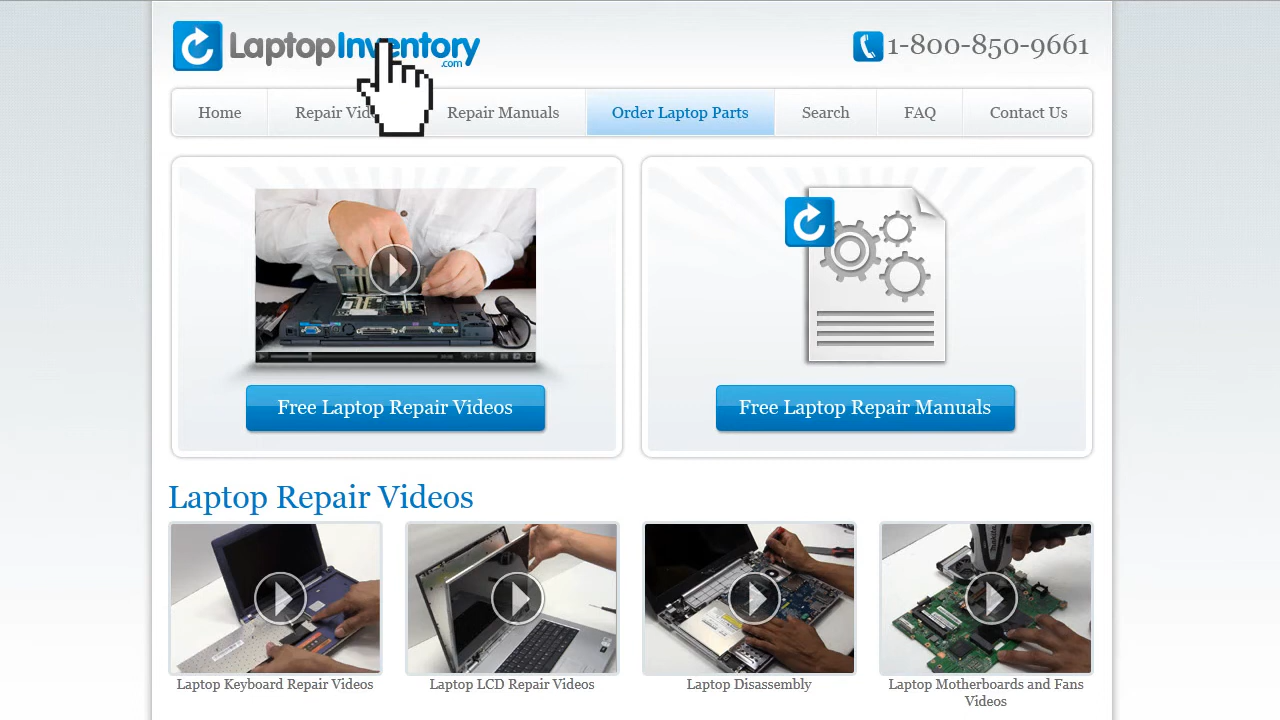 LaptopInventory
.com
1-800-850-9661
Home
Repair Manuals
Order Laptop Parts
Search
FAQ
Contact Us
Free Laptop Repair Videos
Free Laptop Repair Manuals
Laptop Repair Videos
Laptop Keyboard Repair Videos
Laptop LCD Repair Videos
Laptop Disassembly
Laptop Motherboards and Fans
Videos